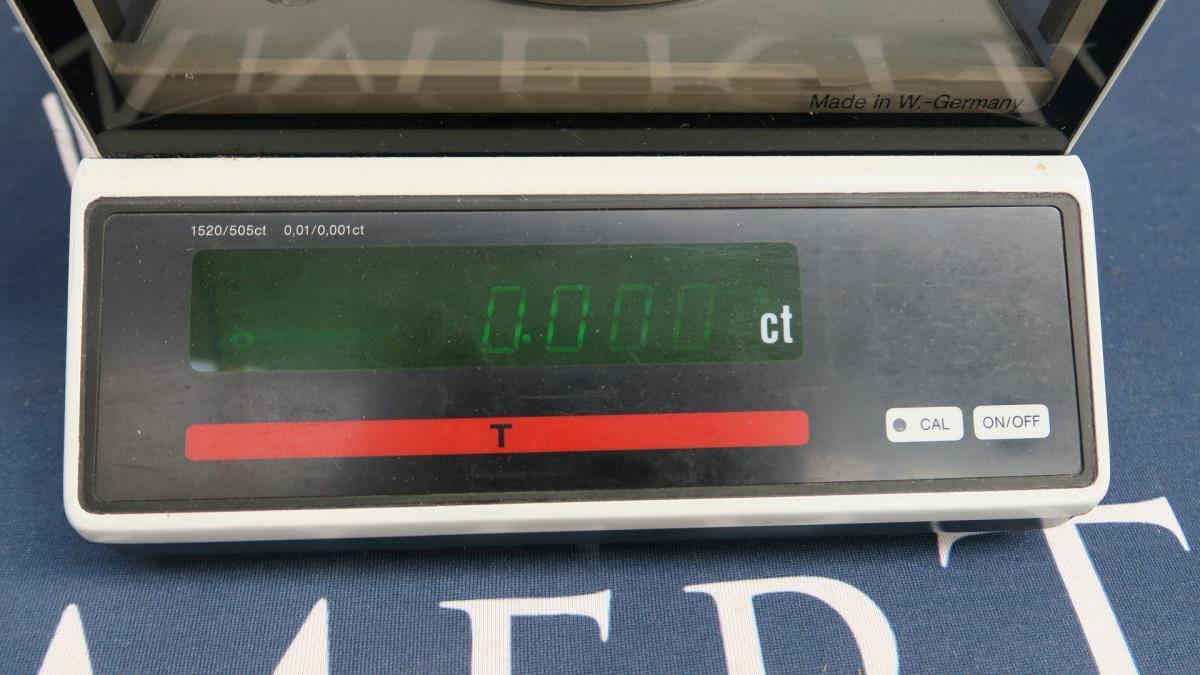 Made in W.-Germany
1520/505ct 0,01/0,001ct
0.000 ct
T
CAL ON/OFF